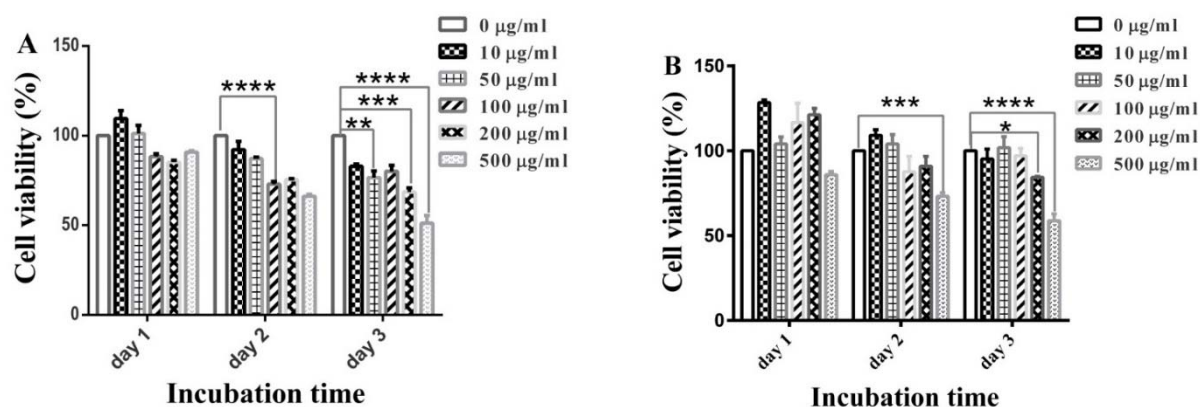 A
0 µg/ml
10 µg/ml
50 µg/ml
100 µg/ml
200 µg/ml
500 µg/ml
Cell viability (%)
150
100
50
0
****
****
***
**
day 1
day 2
day 3
Incubation time
B
0 µg/ml
10 µg/ml
50 µg/ml
100 µg/ml
200 µg/ml
500 µg/ml
Cell viability (%)
150
100
50
0
***
****
*
day 1
day 2
day 3
Incubation time